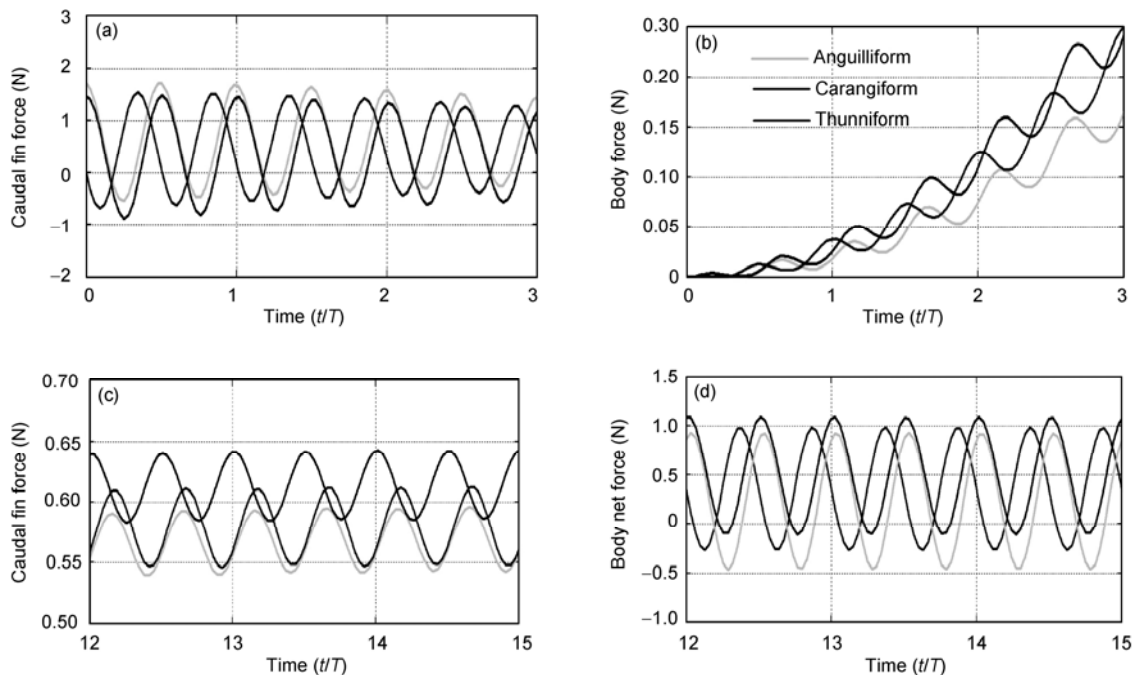 (a)
Caudal fin force (N)
3
2
1
0
−1
−2
0 1 2 3
Time (t/T)
(b)
Body force (N)
0.30
0.20
0.15
0.10
0.05
0
Anguilliform
Carangiform
Thunniform
0 1 2 3
Time (t/T)
(c)
Caudal fin force (N)
0.70
0.65
0.60
0.55
0.50
12 13 14 15
Time (t/T)
(d)
Body net force (N)
1.5
1.0
0.5
0
−0.5
−1.0
12 13 14 15
Time (t/T)